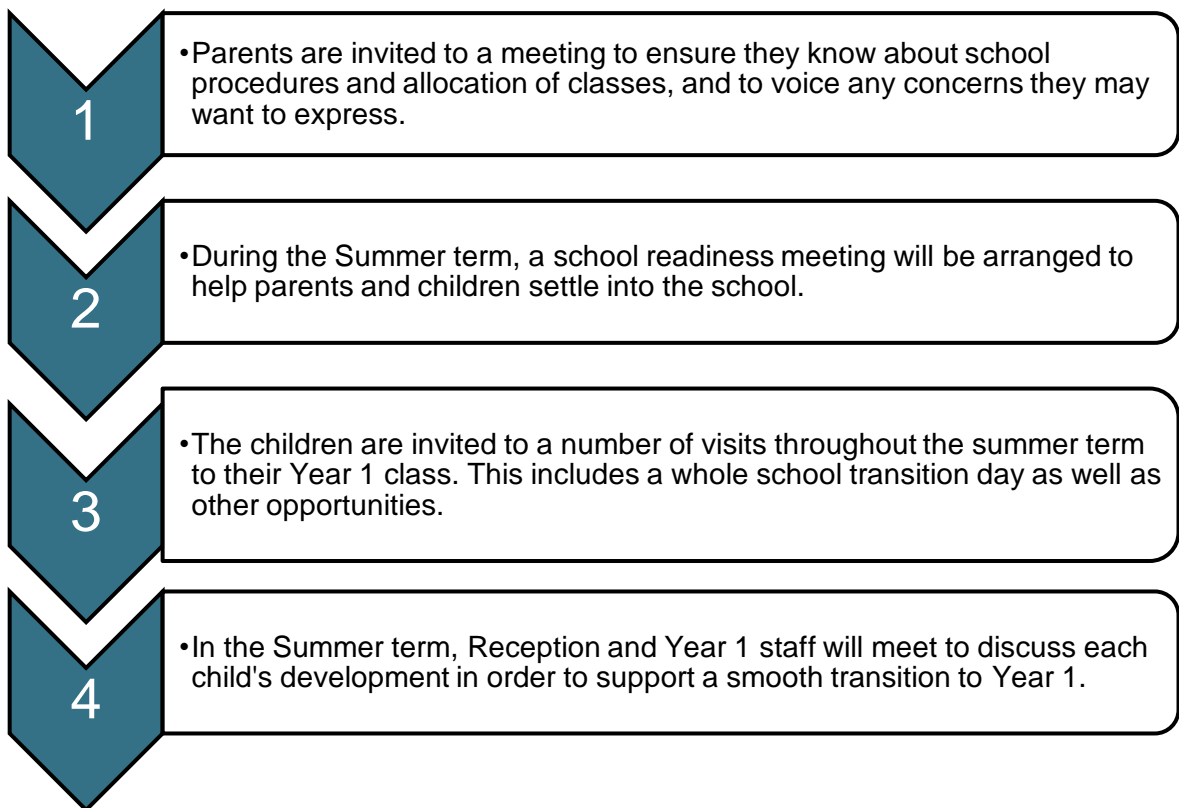 1
•Parents are invited to a meeting to ensure they know about school
procedures and allocation of classes, and to voice any concerns they may
want to express.
2
•During the Summer term, a school readiness meeting will be arranged to
help parents and children settle into the school.
3
•The children are invited to a number of visits throughout the summer term
to their Year 1 class. This includes a whole school transition day as well as
other opportunities.
4
•In the Summer term, Reception and Year 1 staff will meet to discuss each
child's development in order to support a smooth transition to Year 1.